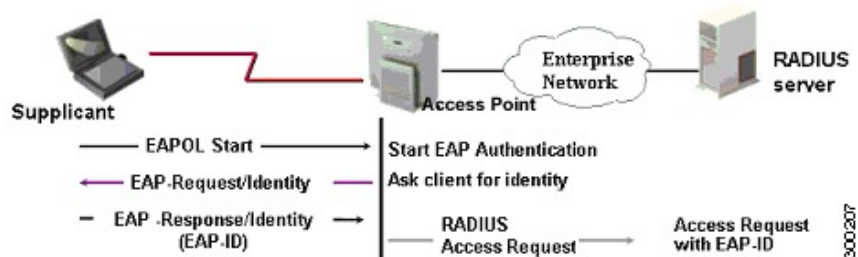 Enterprise
Network
RADIUS
server
Supplicant
Access Point
EAPOL Start
Start EAP Authentication
EAP-Request/Identity
Ask client for identity
EAP -Response/Identity
(EAP-ID)
RADIUS
Access Request
Access Request
with EAP-ID
300207